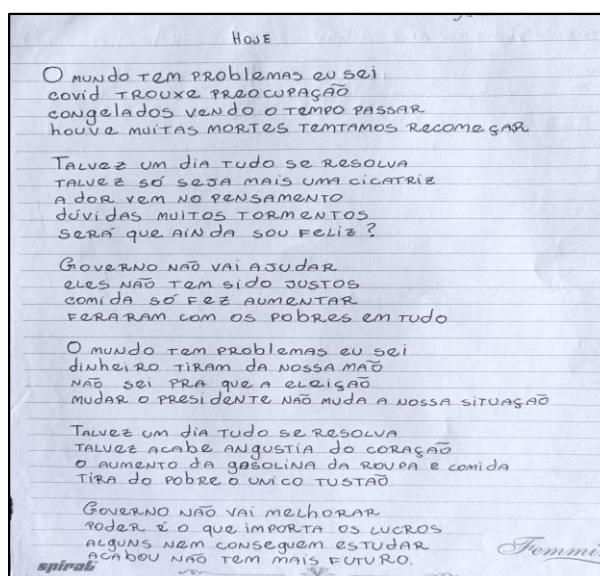 HOJE
O MUNDO TEM PROBLEMAS EU SEI
COVID TROUXE PREOCUPAÇÃO
CONGELADOS VENDO O TEMPO PASSAR
HOUVE MUITAS MORTES TEMTAMOS RECOMEÇAR
TALVEZ UM DIA TUDO SE RESOLVA
TALVEZ SÓ SEJA MAIS UMA CICATRIZ
A DOR VEM NO PENSAMENTO
DÚVIDAS MUITOS TORMENTOS
SERÁ QUE AINDA SOU FELIZ?
GOVERNO NÃO VAI AJUDAR
ELES NÃO TEM SIDO JUSTOS
COMIDA SÓ FEZ AUMENTAR
FERARAM COM OS POBRES EM TUDO
O MUNDO TEM PROBLEMAS EU SEI
DINHEIRO TIRAM DA NOSSA MÃO
NÃO SEI PRA QUE A ELEIÇÃO
MUDAR O PRESIDENTE NÃO MUDA A NOSSA SITUAÇÃO
TALVEZ UM DIA TUDO SE RESOLVA
TALVEZ ACABE ANGUSTIA DO CORAÇÃO
O AUMENTO DA GASOLINA DA ROUPA E COMIDA
TIRA DO POBRE O UNICO TUSTÃO
GOVERNO NÃO VAI MELHORAR
PODER É O QUE IMPORTA OS LUCROS
ALGUNS NEM CONSEGUEM ESTUDAR
ACABOU NÃO TEM MAIS FUTURO.
spiral